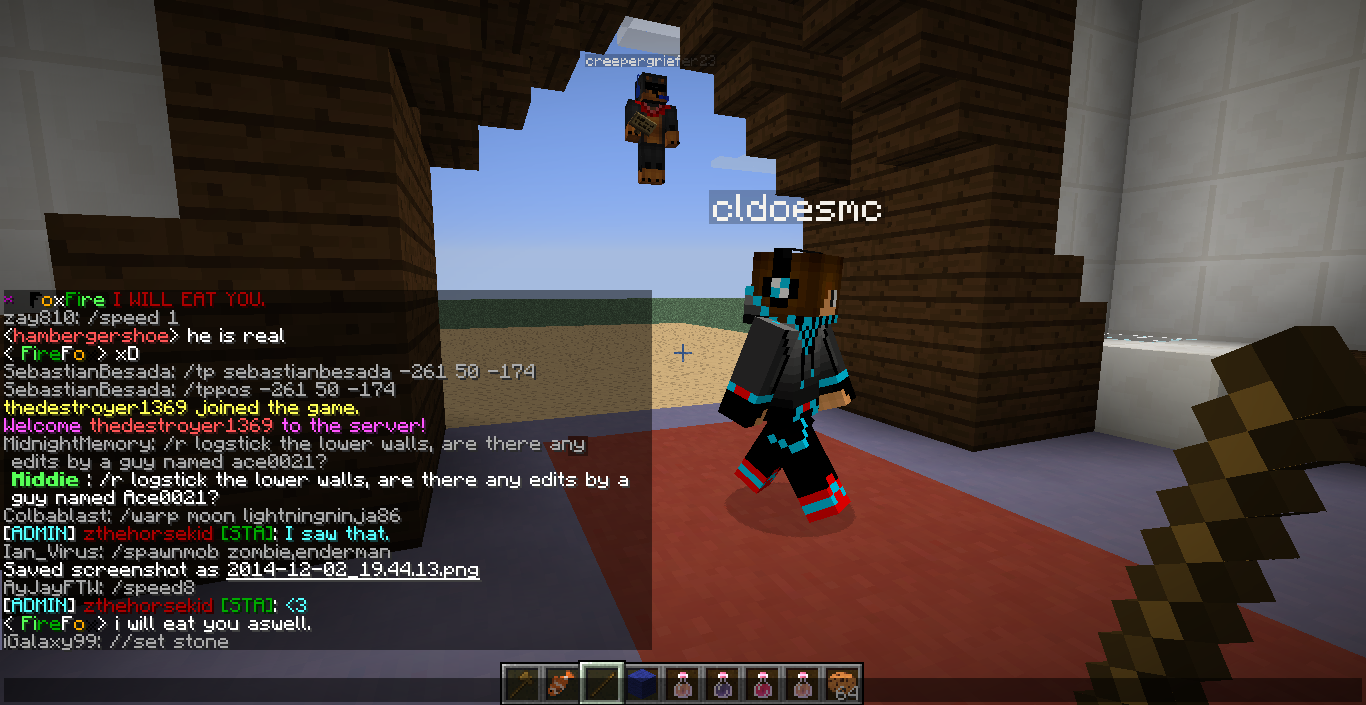 creepergriefer23
cldoesmc
* FoxFire I WILL EAT YOU.
zay810: /speed 1
<hambergershoe> he is real
< FireFo > xD
SebastianBesada: /tp sebastianbesada -261 50 -174
SebastianBesada: /tppos -261 50 -174
thedestroyer1369 joined the game.
Welcome thedestroyer1369 to the server!
MidnightMemory: /r logstick the lower walls, are there any
edits by a guy named ace0021?
Middie : /r logstick the lower walls, are there any edits by a
guy named Ace0021?
Colbablast: /warp moon lightningninja86
[ADMIN] zthehorsekid [STA]: I saw that.
Ian_Virus: /spawnmob zombie,enderman
Saved screenshot as 2014-12-02_19.44.13.png
AyJayFTW: /speed8
[ADMIN] zthehorsekid [STA]: <3
< FireFo > i will eat you aswell.
iGalaxy99: //set stone
64